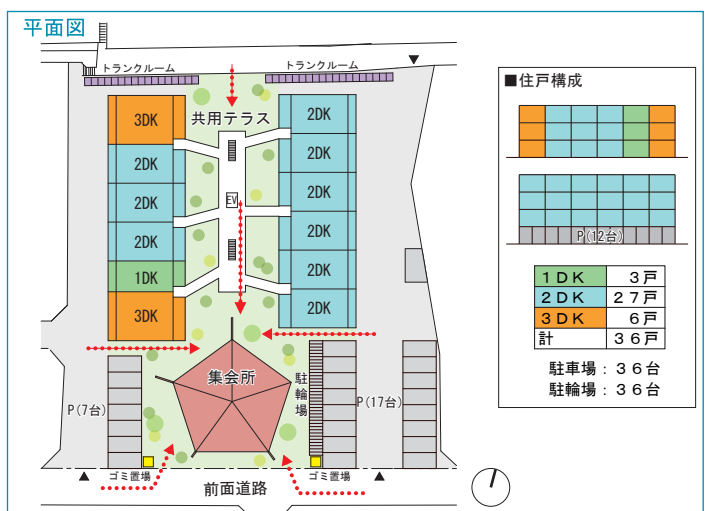 平面図
トランクルーム
トランクルーム
共用テラス
3DK
2DK
2DK
2DK
1DK
3DK
EV
2DK
2DK
2DK
2DK
2DK
2DK
集会所
駐輪場
P(7台)
P(17台)
ゴミ置場
ゴミ置場
前面道路
■住戸構成
P(12台)
1DK 3戸
2DK 27戸
3DK 6戸
計 36戸
駐車場：36台
駐輪場：36台